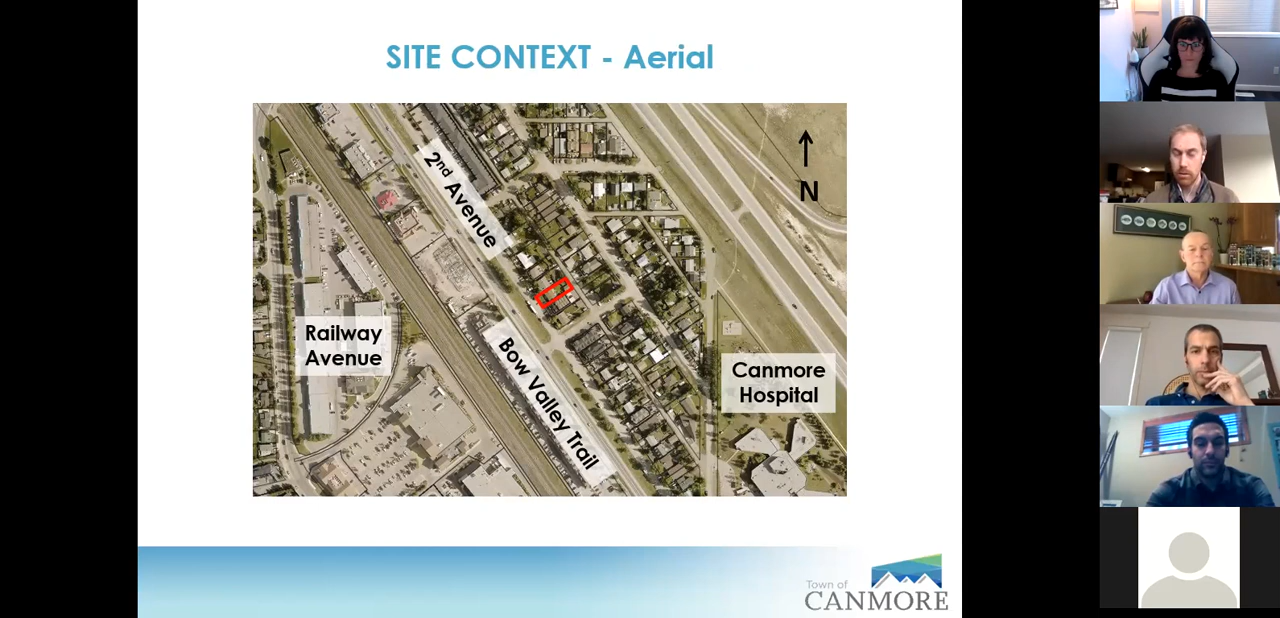 SITE CONTEXT - Aerial
2nd Avenue
N
Railway
Avenue
Bow Valley Trail
Canmore
Hospital
Town of
CANMORE